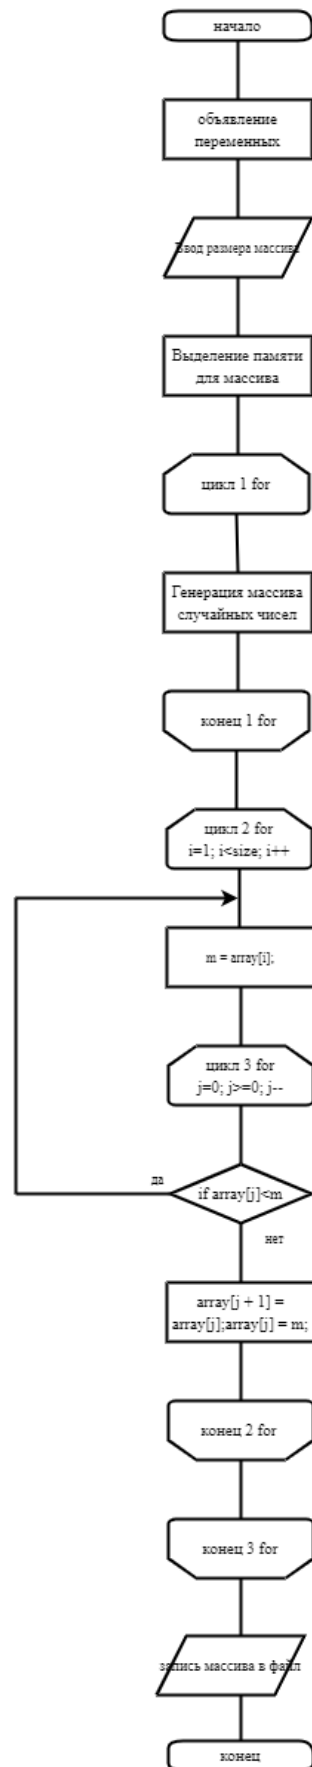 начало
объявление
переменных
Ввод размера массива
Выделение памяти
для массива
цикл 1 for
Генерация массива
случайных чисел
конец 1 for
цикл 2 for
i=1; i<size; i++
m = array[i];
цикл 3 for
j=0; j>=0; j--
да
if array[j]<m
нет
array[j + 1] =
array[j];array[j] = m;
конец 2 for
конец 3 for
запись массива в файл
конец